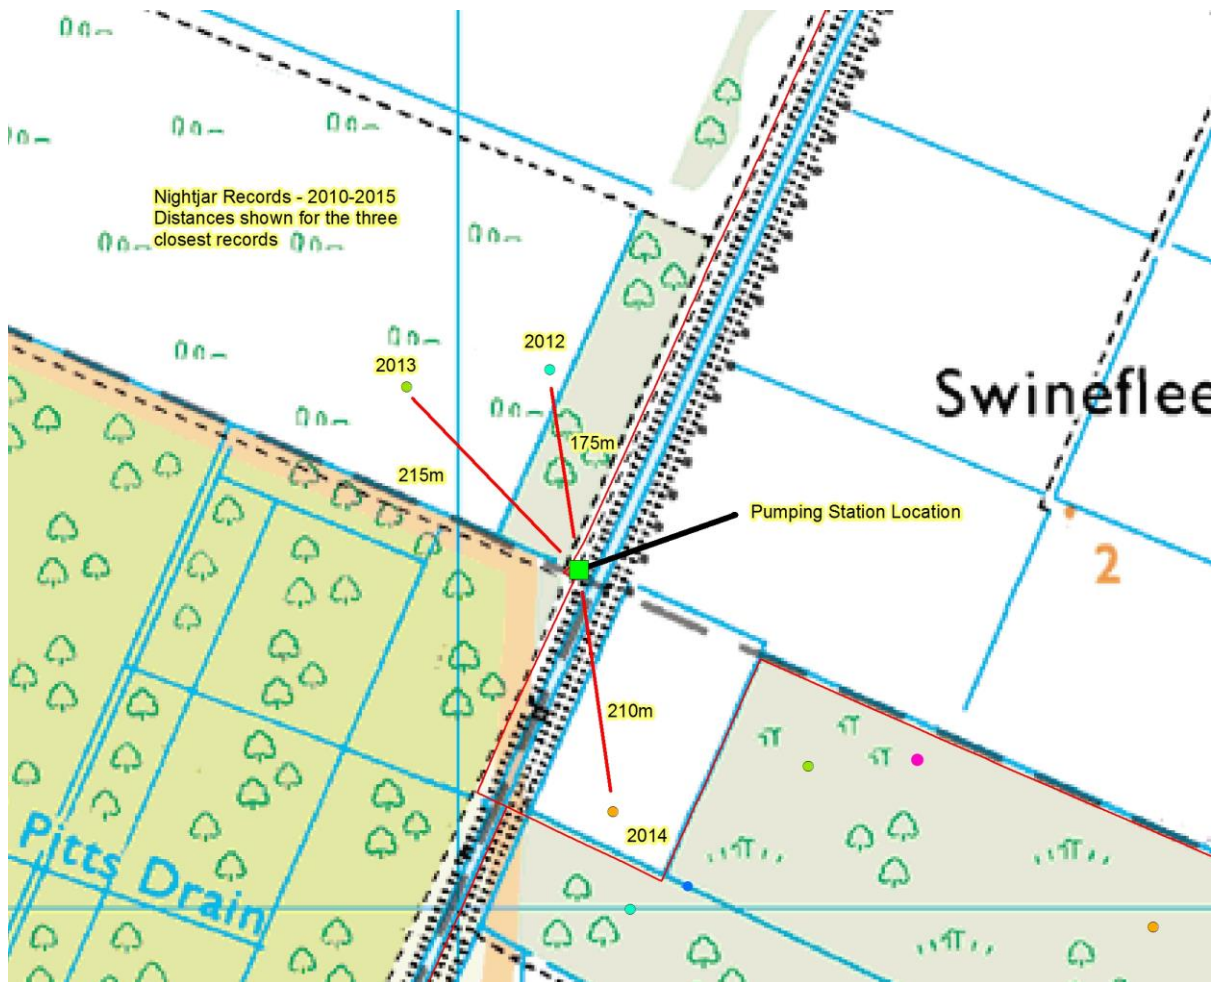 Nightjar Records - 2010-2015
Distances shown for the three
closest records
2012
2013
Swineflee
175m
215m
Pumping Station Location
2
210m
2014
Pitts Drain